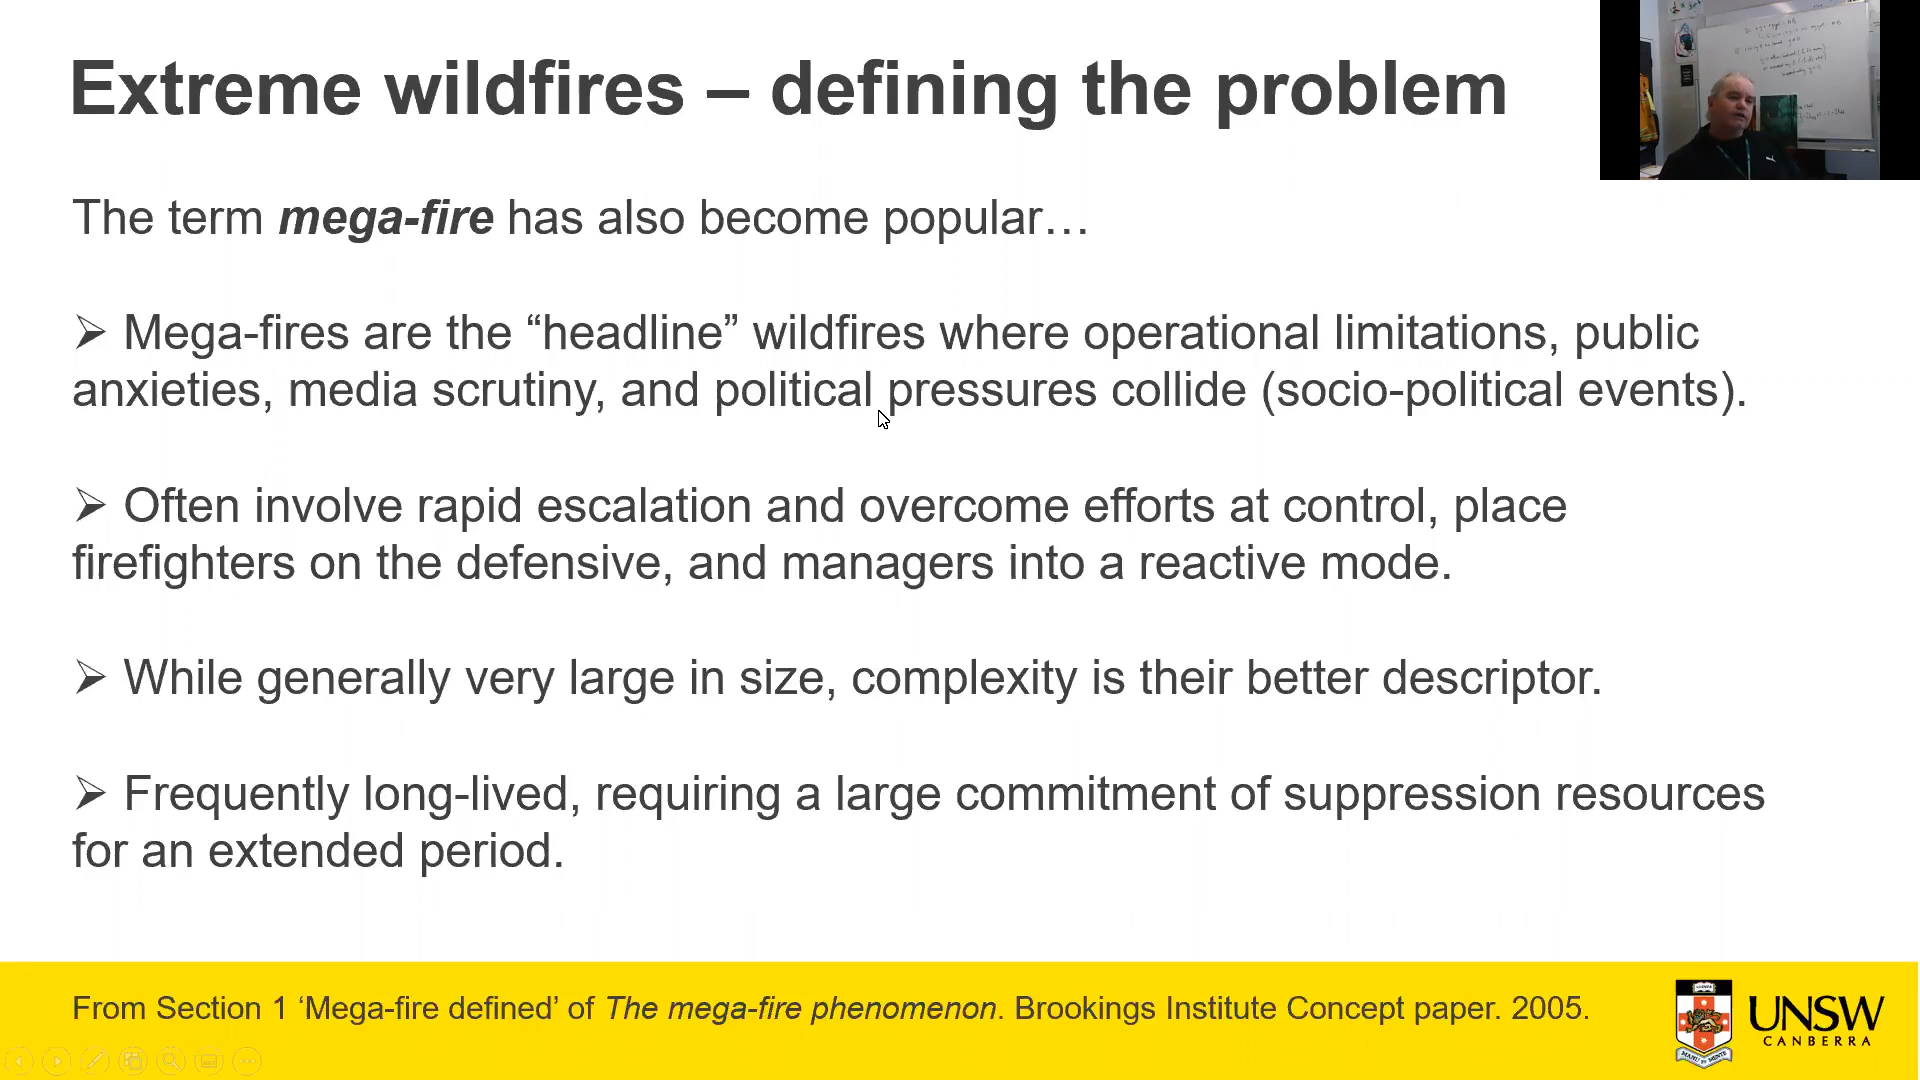 Extreme wildfires – defining the problem
The term mega-fire has also become popular…
➢ Mega-fires are the “headline” wildfires where operational limitations, public
anxieties, media scrutiny, and political pressures collide (socio-political events).
➢ Often involve rapid escalation and overcome efforts at control, place
firefighters on the defensive, and managers into a reactive mode.
➢ While generally very large in size, complexity is their better descriptor.
➢ Frequently long-lived, requiring a large commitment of suppression resources
for an extended period.
From Section 1 ‘Mega-fire defined’ of The mega-fire phenomenon. Brookings Institute Concept paper. 2005.
UNSW
CANBERRA